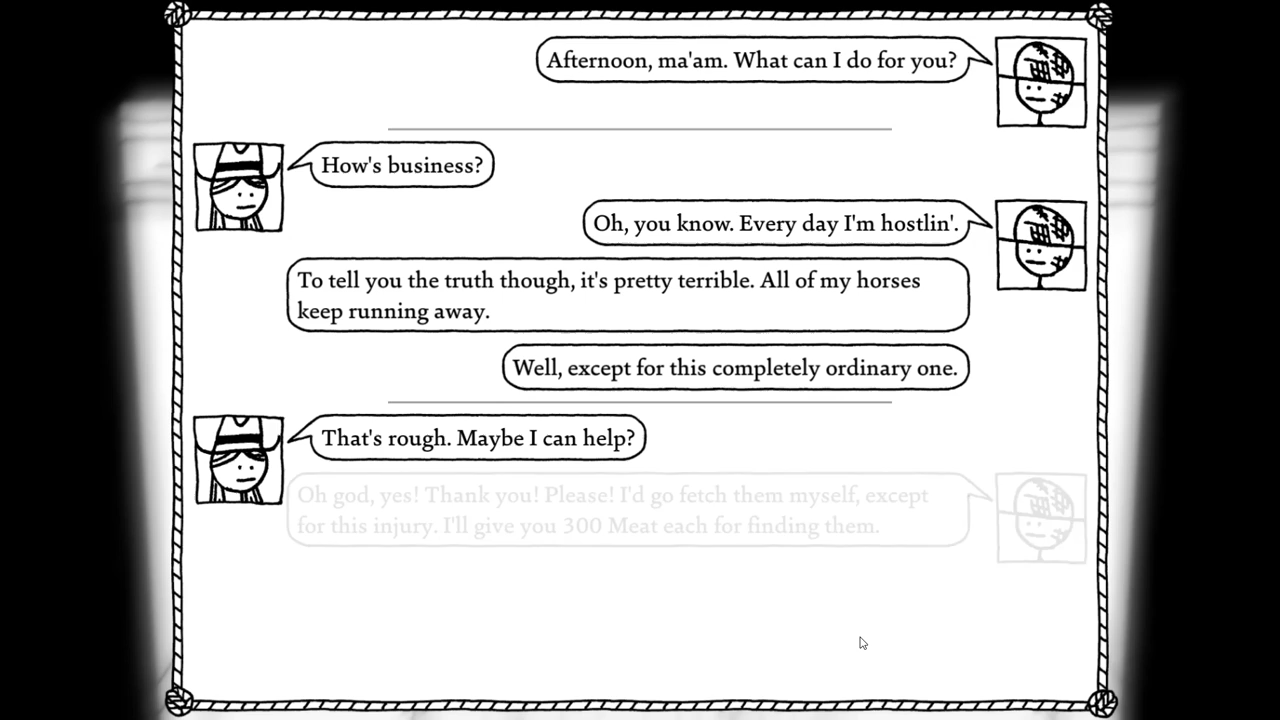 Afternoon, ma'am. What can I do for you?
How's business?
Oh, you know. Every day I'm hostlin'.
To tell you the truth though, it's pretty terrible. All of my horses
keep running away.
Well, except for this completely ordinary one.
That's rough. Maybe I can help?
Oh god, yes! Thank you! Please! I'd go fetch them myself, except
for this injury. I'll give you 300 Meat each for finding them.